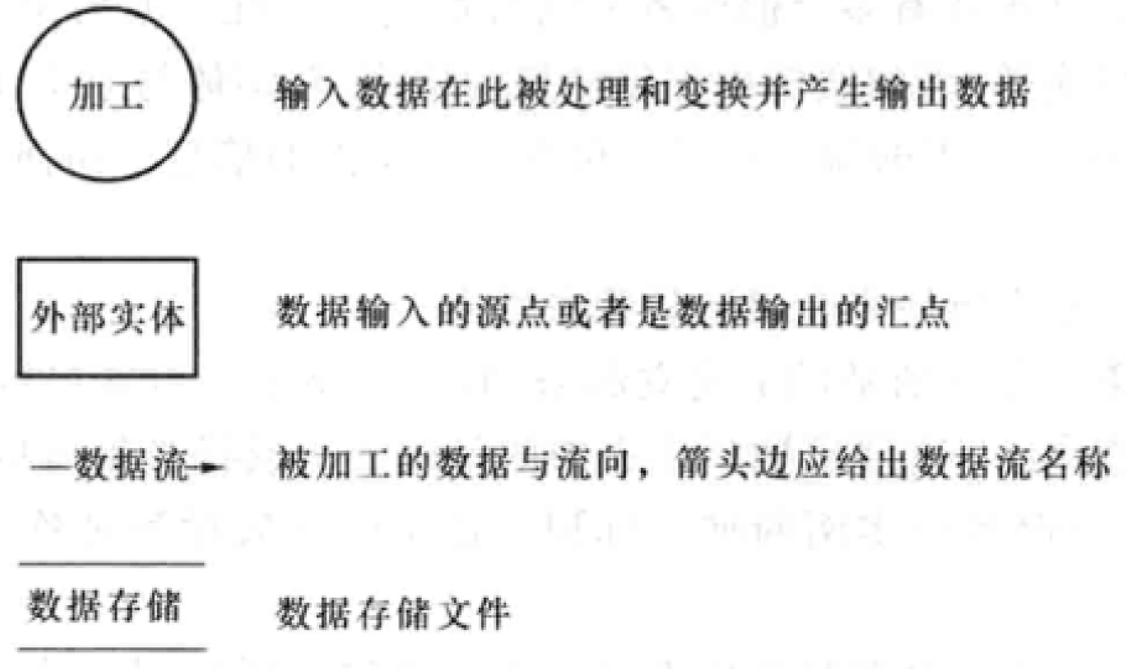 加工 输入数据在此被处理和变换并产生输出数据
外部实体 数据输入的源点或者是数据输出的汇点
数据流 被加工的数据与流向，箭头边应给出数据流名称
数据存储 数据存储文件